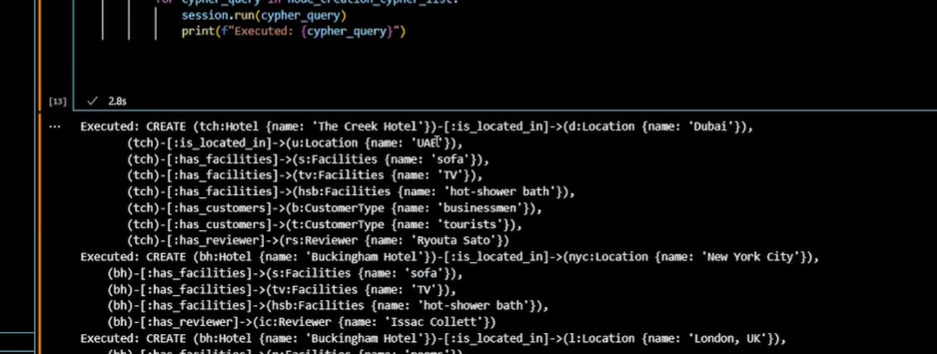 for cypher_query in node_creation_cypher_list:
session.run(cypher_query)
print(f"Executed: {cypher_query}")
[13] ✓ 2.8s
... Executed: CREATE (tch:Hotel {name: 'The Creek Hotel'})-[:is_located_in]->(d:Location {name: 'Dubai'}),
(tch)-[:is_located_in]->(u:Location {name: 'UAE'}),
(tch)-[:has_facilities]->(s:Facilities {name: 'sofa'}),
(tch)-[:has_facilities]->(tv:Facilities {name: 'TV'}),
(tch)-[:has_facilities]->(hsb:Facilities {name: 'hot-shower bath'}),
(tch)-[:has_customers]->(b:CustomerType {name: 'businessmen'}),
(tch)-[:has_customers]->(t:CustomerType {name: 'tourists'}),
(tch)-[:has_reviewer]->(rs:Reviewer {name: 'Ryouta Sato'})
Executed: CREATE (bh:Hotel {name: 'Buckingham Hotel'})-[:is_located_in]->(nyc:Location {name: 'New York City'}),
(bh)-[:has_facilities]->(s:Facilities {name: 'sofa'}),
(bh)-[:has_facilities]->(tv:Facilities {name: 'TV'}),
(bh)-[:has_facilities]->(hsb:Facilities {name: 'hot-shower bath'}),
(bh)-[:has_reviewer]->(ic:Reviewer {name: 'Issac Collett'})
Executed: CREATE (bh:Hotel {name: 'Buckingham Hotel'})-[:is_located_in]->(l:Location {name: 'London, UK'}),
(bh)-[:has_facilities]->(r:Facilities {name: 'rooms'}),